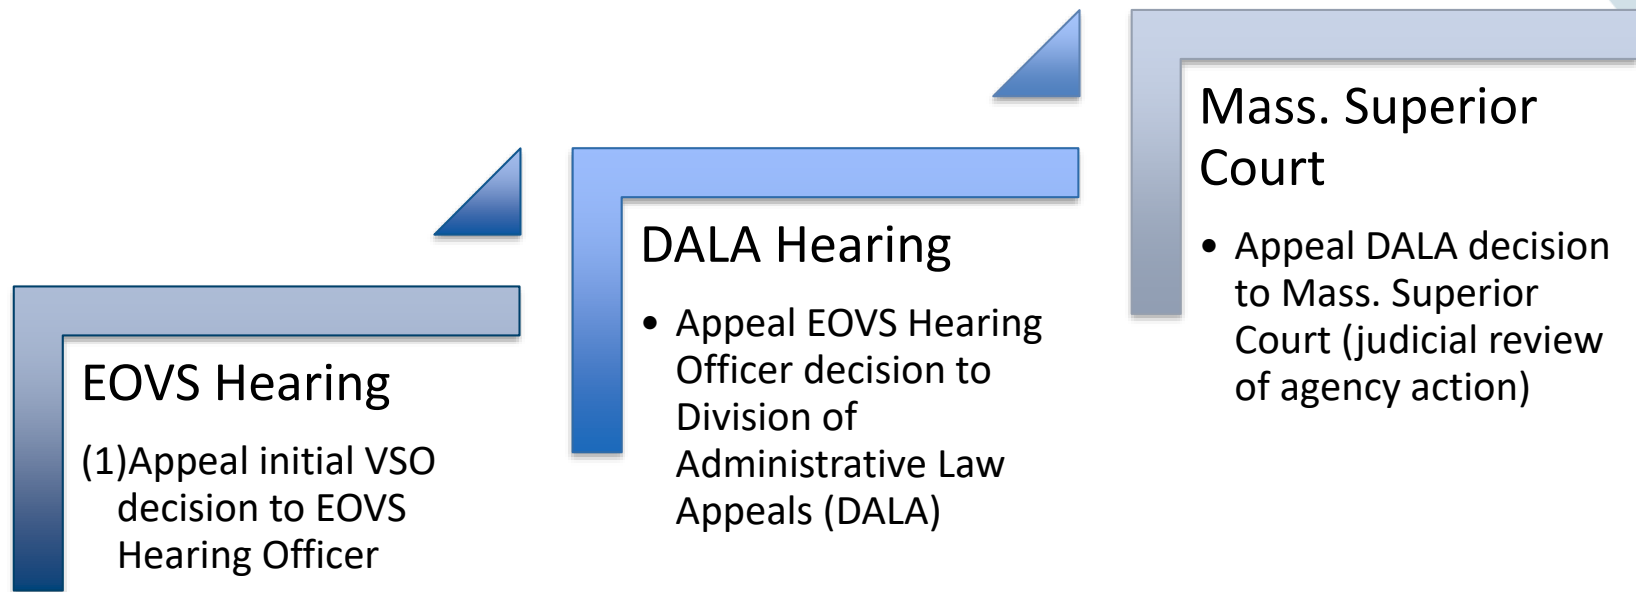 EOVS Hearing
(1)Appeal initial VSO
decision to EOVS
Hearing Officer
DALA Hearing
• Appeal EOVS Hearing
Officer decision to
Division of
Administrative Law
Appeals (DALA)
Mass. Superior
Court
• Appeal DALA decision
to Mass. Superior
Court (judicial review
of agency action)